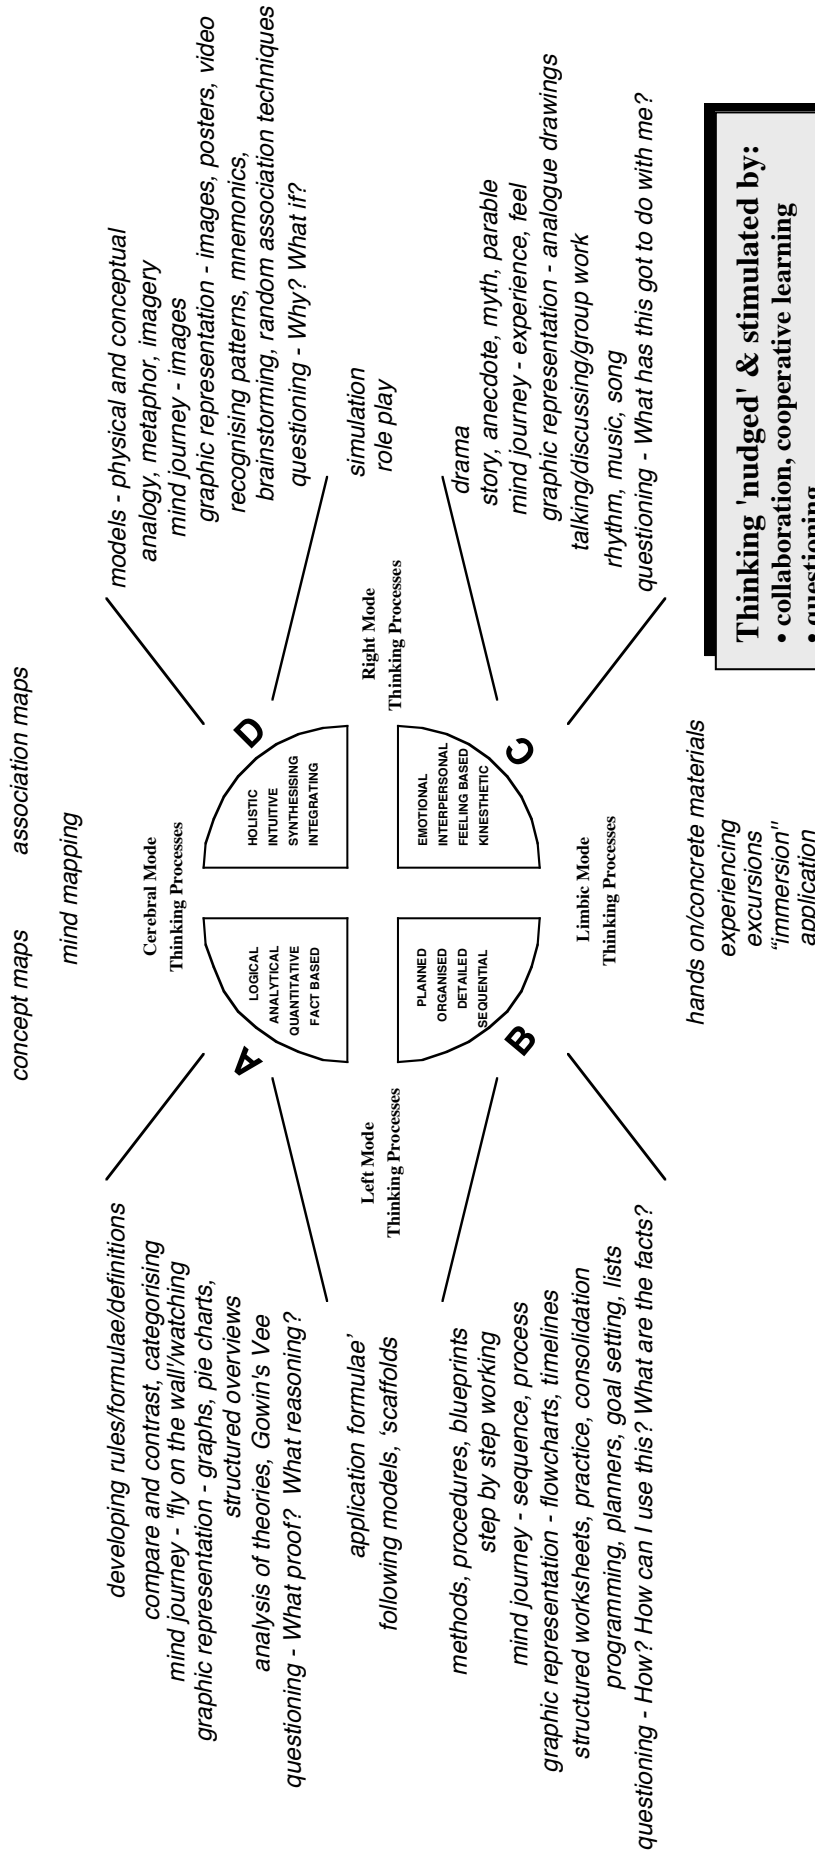 concept maps    association maps
mind mapping
Cerebral Mode
Thinking Processes
developing rules/formulae/definitions
compare and contrast, categorising
mind journey - 'fly on the wall'/watching
graphic representation - graphs, pie charts,
structured overviews
analysis of theories, Gowin's Vee
questioning - What proof?  What reasoning?
A
LOGICAL
ANALYTICAL
QUANTITATIVE
FACT BASED
D
HOLISTIC
INTUITIVE
SYNTHESISING
INTEGRATING
models - physical and conceptual
analogy, metaphor, imagery
mind journey - images
graphic representation - images, posters, video
recognising patterns, mnemonics,
brainstorming, random association techniques
questioning - Why? What if?
application formulae'
following models, 'scaffolds
Left Mode
Thinking Processes
Right Mode
Thinking Processes
simulation
role play
methods, procedures, blueprints
step by step working
mind journey - sequence, process
graphic representation - flowcharts, timelines
structured worksheets, practice, consolidation
programming, planners, goal setting, lists
questioning - How? How can I use this? What are the facts?
B
PLANNED
ORGANISED
DETAILED
SEQUENTIAL
C
EMOTIONAL
INTERPERSONAL
FEELING BASED
KINESTHETIC
drama
story, anecdote, myth, parable
mind journey - experience, feel
graphic representation - analogue drawings
talking/discussing/group work
rhythm, music, song
questioning - What has this got to do with me?
Limbic Mode
Thinking Processes
hands on/concrete materials
experiencing
excursions
“immersion"
application
Thinking 'nudged' & stimulated by:
• collaboration, cooperative learning
• questioning